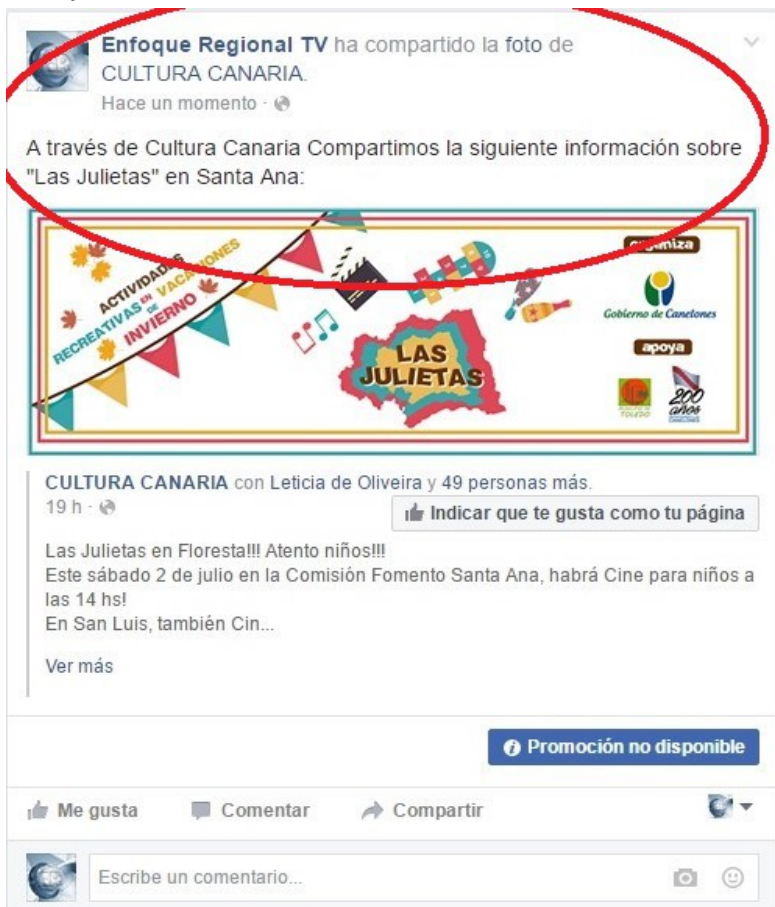 Enfoque Regional TV ha compartido la foto de
CULTURA CANARIA.
Hace un momento ·
A través de Cultura Canaria Compartimos la siguiente información sobre
"Las Julietas" en Santa Ana:
ACTIVIDADES
RECREATIVAS EN VACACIONES
DE INVIERNO
LAS
JULIETAS
organiza
Gobierno de Canelones
apoya
TOLEDO
200
años
CULTURA CANARIA con Leticia de Oliveira y 49 personas más.
19 h ·
Indicar que te gusta como tu página
Las Julietas en Floresta!!! Atento niños!!!
Este sábado 2 de julio en la Comisión Fomento Santa Ana, habrá Cine para niños a
las 14 hs!
En San Luis, también Cin...
Ver más
Promoción no disponible
Me gusta Comentar Compartir
Escribe un comentario...